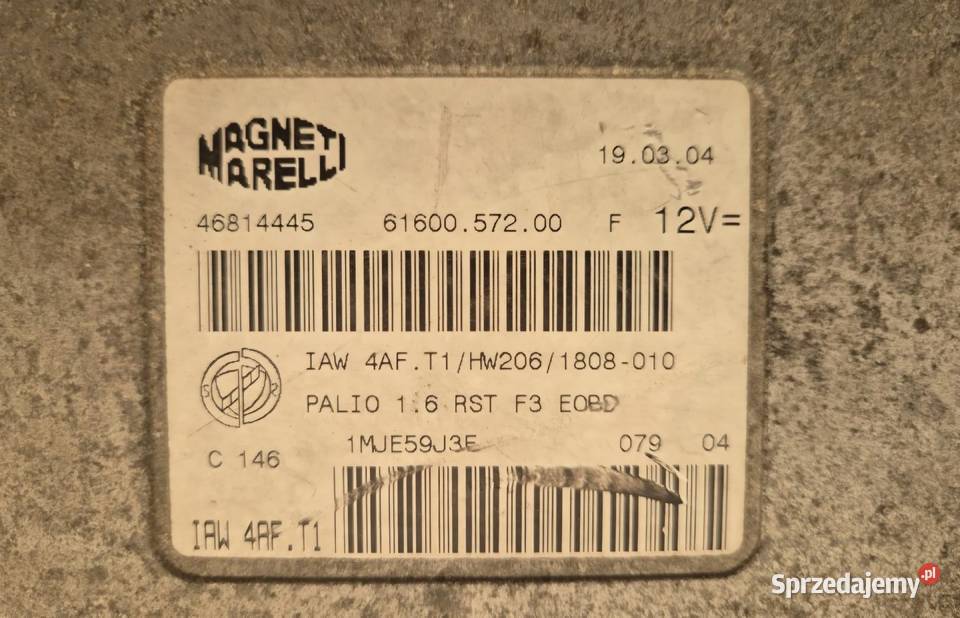 MAGNETI
MARELLI
19.03.04
46814445 61600.572.00 F 12V=
IAW 4AF.T1/HW206/1808-010
PALIO 1.6 RST F3 EOBD
1MJE59J3E 079 04
C 146
IAW 4AF.T1
Sprzedajemy.pl